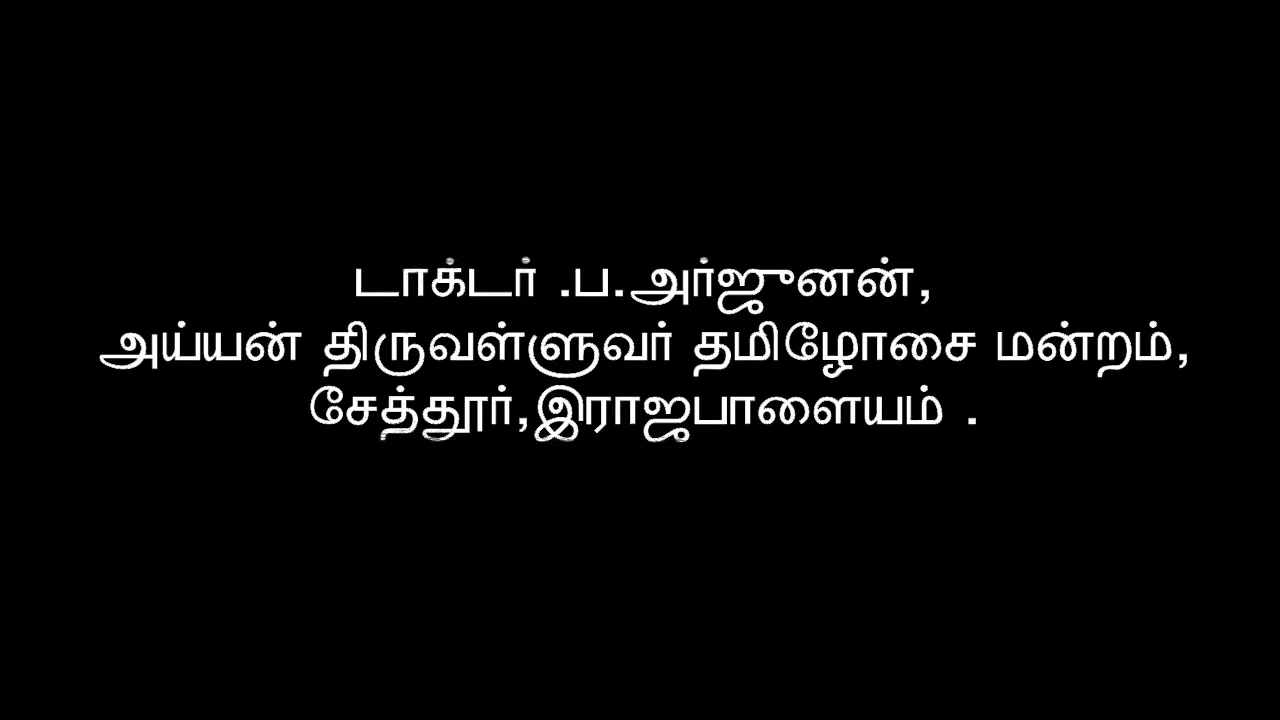 டாக்டர் .ப.அர்ஜுனன்,
அய்யன் திருவள்ளுவர் தமிழோசை மன்றம்,
சேத்தூர்,இராஜபாளையம் .